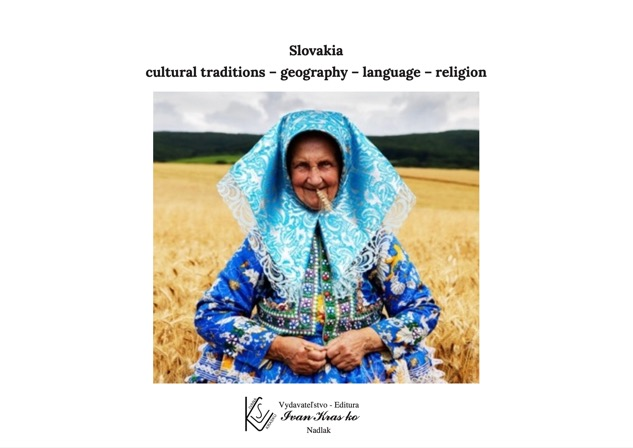 Slovakia
cultural traditions – geography – language – religion
Vydavateľstvo - Editura
Ivan Krasko
Nadlak